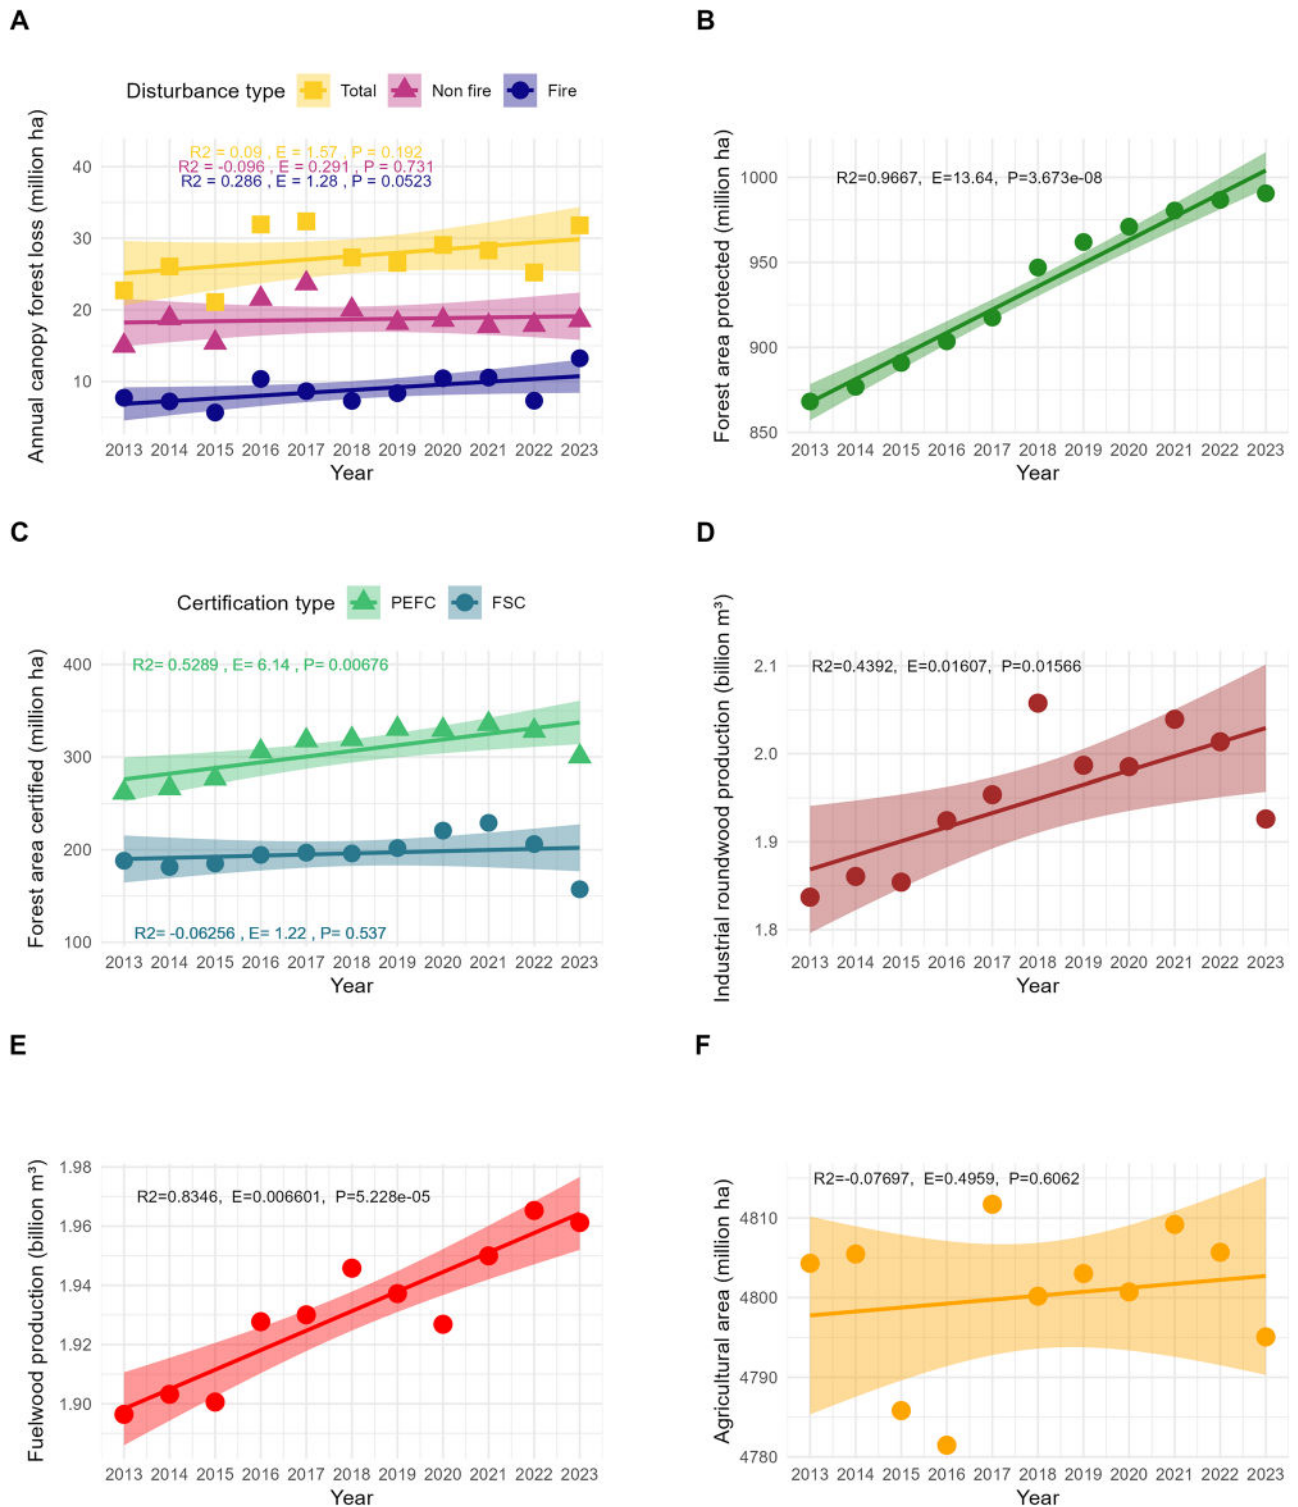 A
Disturbance type Total Non fire Fire
Annual canopy forest loss (million ha)
R2 = 0.09 , E = 1.57 , P = 0.192
R2 = -0.096 , E = 0.291 , P = 0.731
R2 = 0.286 , E = 1.28 , P = 0.0523
40
30
20
10
2013 2014 2015 2016 2017 2018 2019 2020 2021 2022 2023
Year
B
Forest area protected (million ha)
R2=0.9667, E=13.64, P=3.673e-08
1000
950
900
850
2013 2014 2015 2016 2017 2018 2019 2020 2021 2022 2023
Year
C
Certification type PEFC FSC
Forest area certified (million ha)
R2= 0.5289 , E= 6.14 , P= 0.00676
400
300
200
100
R2= -0.06256 , E= 1.22 , P= 0.537
2013 2014 2015 2016 2017 2018 2019 2020 2021 2022 2023
Year
D
Industrial roundwood production (billion m³)
R2=0.4392, E=0.01607, P=0.01566
2.1
2.0
1.9
1.8
2013 2014 2015 2016 2017 2018 2019 2020 2021 2022 2023
Year
E
Fuelwood production (billion m³)
R2=0.8346, E=0.006601, P=5.228e-05
1.98
1.96
1.94
1.92
1.90
2013 2014 2015 2016 2017 2018 2019 2020 2021 2022 2023
Year
F
Agricultural area (million ha)
R2=-0.07697, E=0.4959, P=0.6062
4810
4800
4790
4780
2013 2014 2015 2016 2017 2018 2019 2020 2021 2022 2023
Year